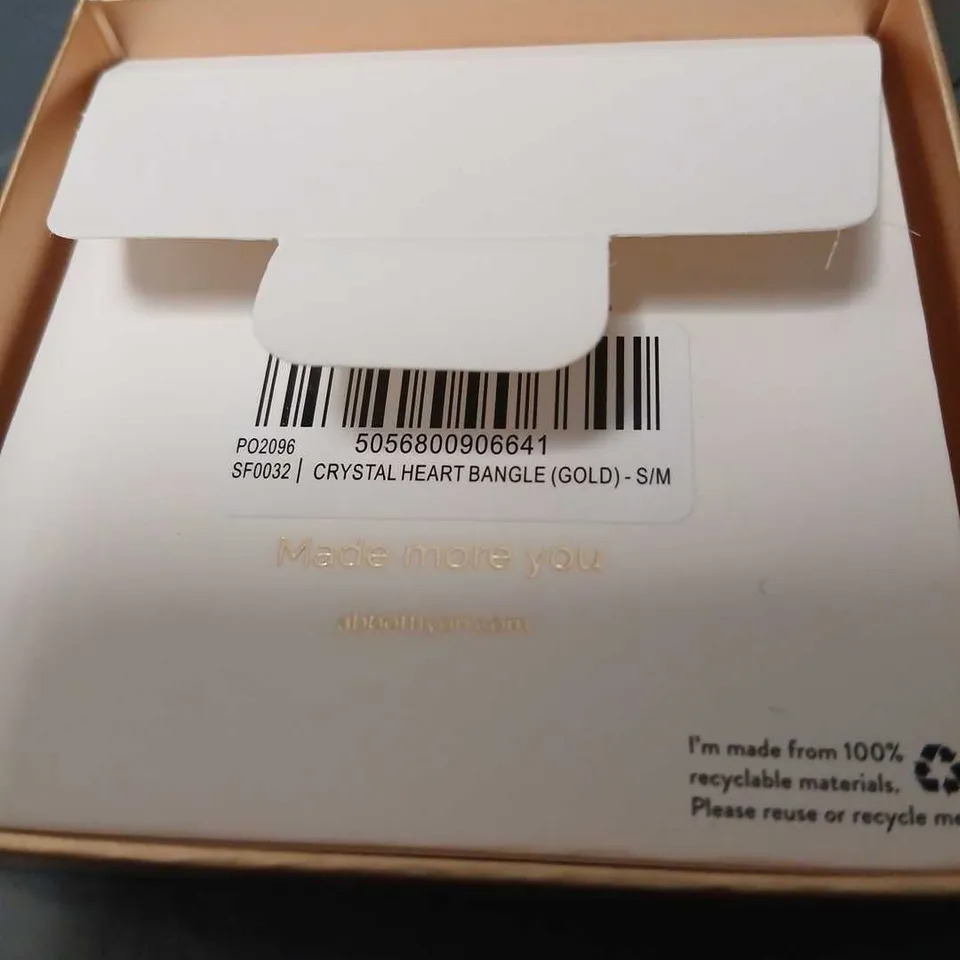 PO2096 5056800906641
SF0032 | CRYSTAL HEART BANGLE (GOLD) - S/M
Made more you
I'm made from 100%
recyclable materials.
Please reuse or recycle me